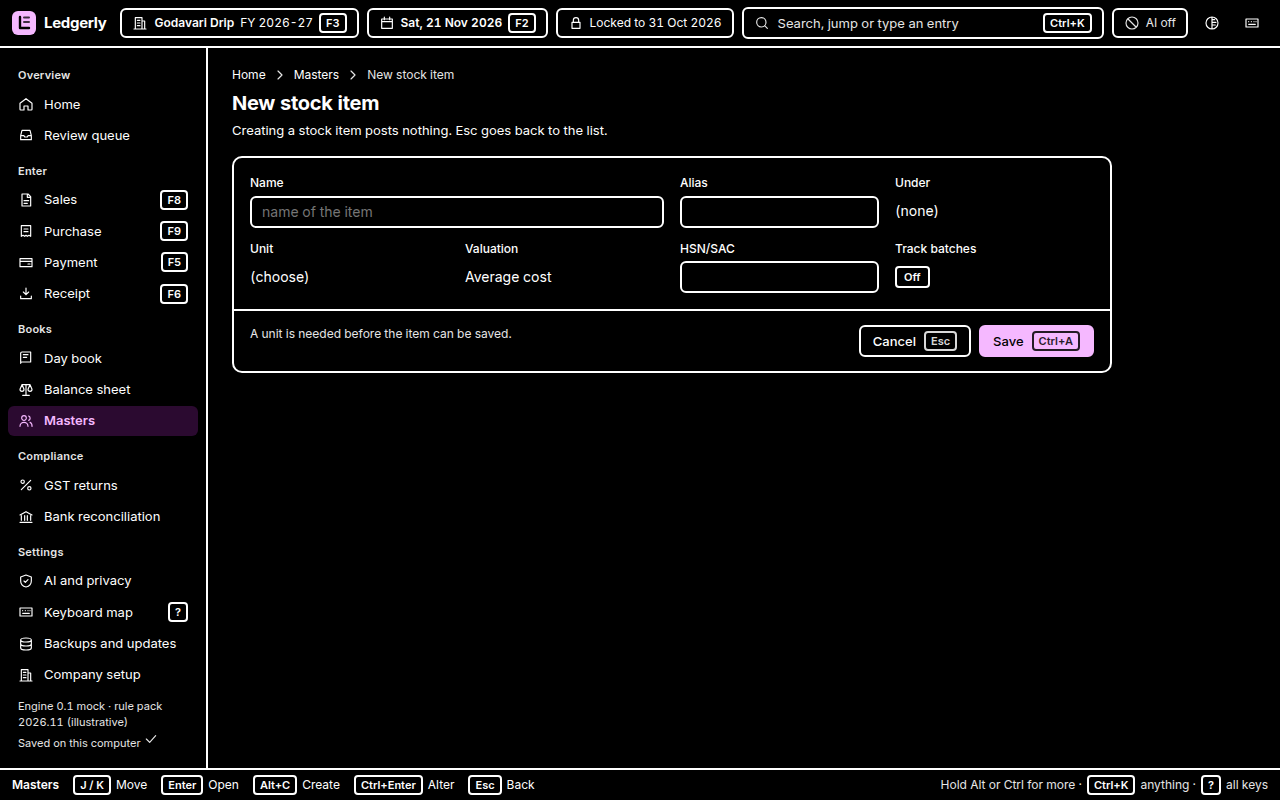 Ledgerly
Godavari Drip FY 2026-27 F3
Sat, 21 Nov 2026 F2
Locked to 31 Oct 2026
Search, jump or type an entry Ctrl+K
AI off
Overview
Home
Review queue
Enter
Sales F8
Purchase F9
Payment F5
Receipt F6
Books
Day book
Balance sheet
Masters
Compliance
GST returns
Bank reconciliation
Settings
AI and privacy
Keyboard map ?
Backups and updates
Company setup
Engine 0.1 mock · rule pack
2026.11 (illustrative)
Saved on this computer
Home Masters New stock item
New stock item
Creating a stock item posts nothing. Esc goes back to the list.
Name Alias Under
name of the item (none)
Unit Valuation HSN/SAC Track batches
(choose) Average cost Off
A unit is needed before the item can be saved.
Cancel Esc Save Ctrl+A
Masters J / K Move Enter Open Alt+C Create Ctrl+Enter Alter Esc Back
Hold Alt or Ctrl for more · Ctrl+K anything · ? all keys